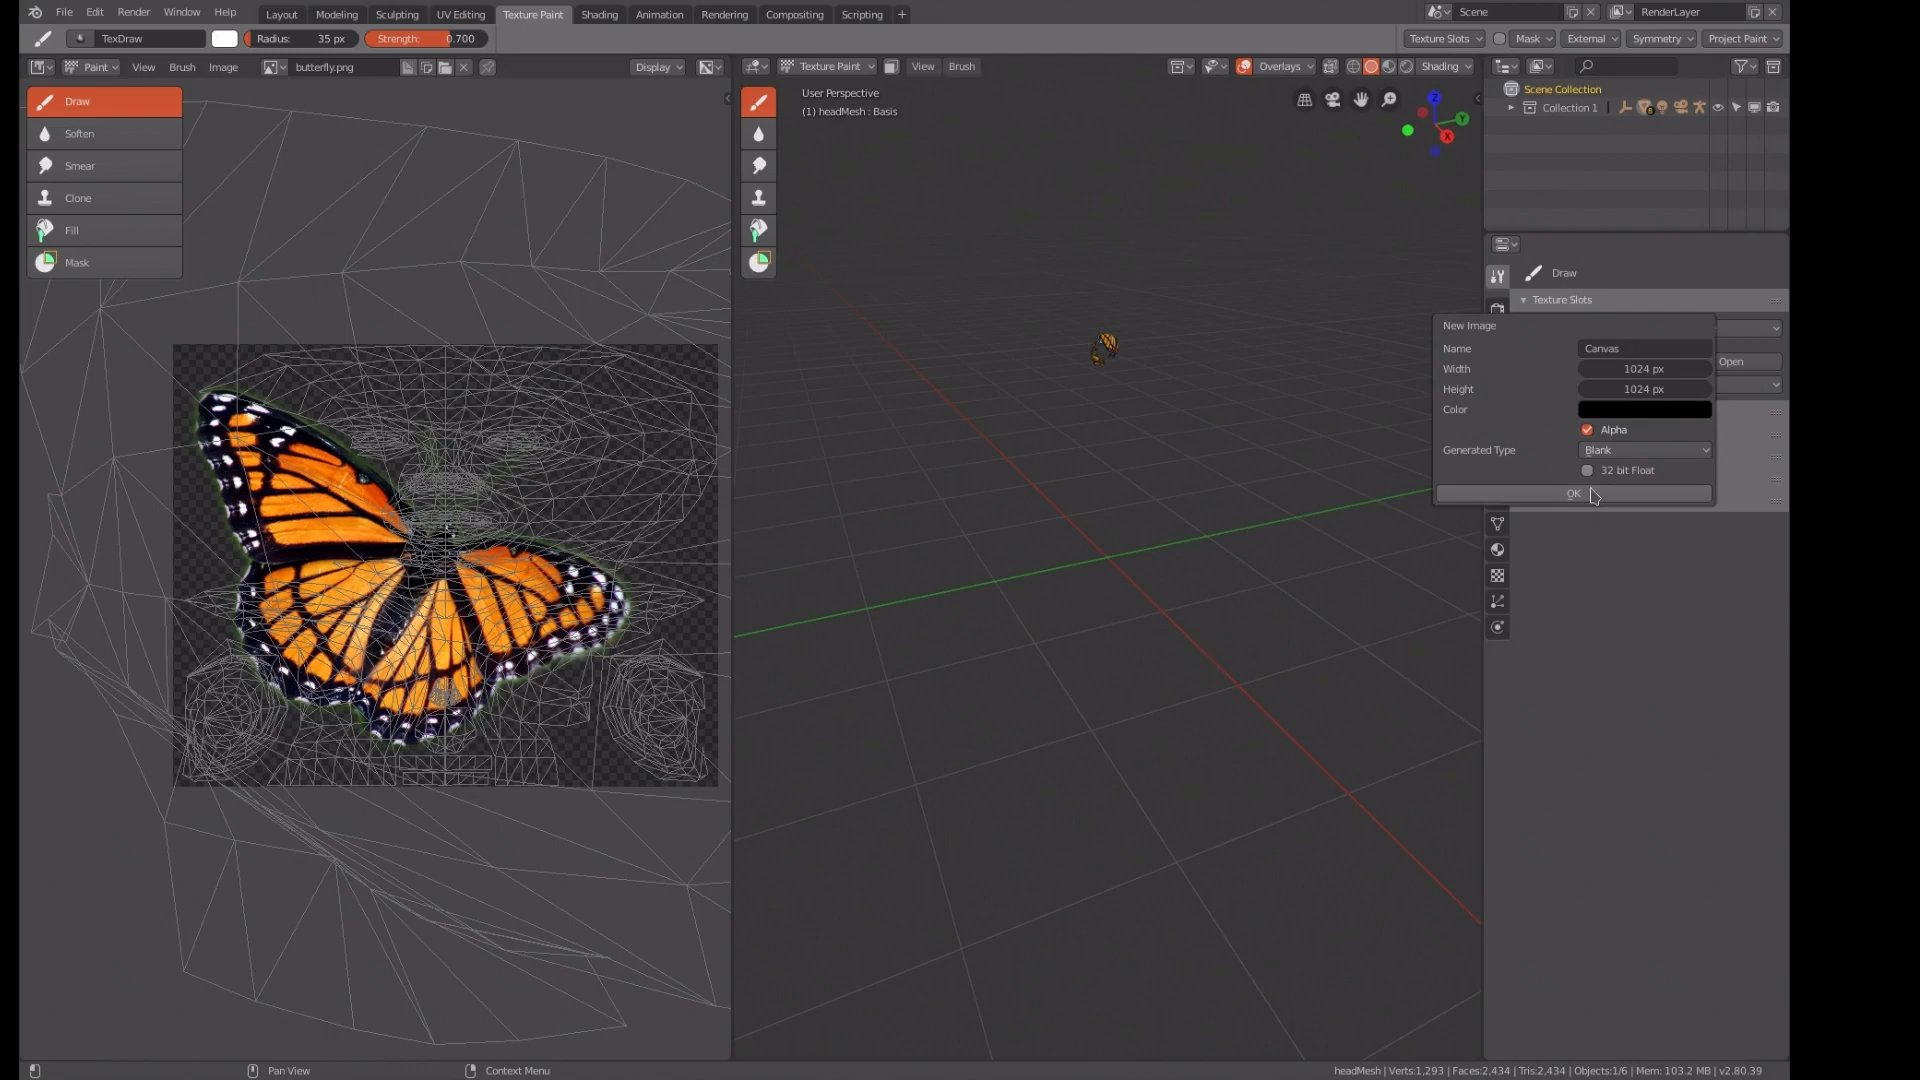 File Edit Render Window Help Layout Modeling Sculpting UV Editing Texture Paint Shading Animation Rendering Compositing Scripting + Scene RenderLayer
TexDraw Radius: 35 px Strength: 0.700 Texture Slots Mask External Symmetry Project Paint
Paint View Brush Image butterfly.png Display Texture Paint View Brush Overlays Shading
Draw
Soften
Smear
Clone
Fill
Mask
User Perspective
(1) headMesh : Basis
Z
Y
X
Scene Collection
Collection 1
Draw
Texture Slots
New Image
Name Canvas
Width 1024 px
Height 1024 px
Color
Alpha
Generated Type Blank
32 bit Float
OK
Open
Pan View
Context Menu
headMesh | Verts:1,293 | Faces:2,434 | Tris:2,434 | Objects:1/6 | Mem: 103.2 MB | v2.80.39